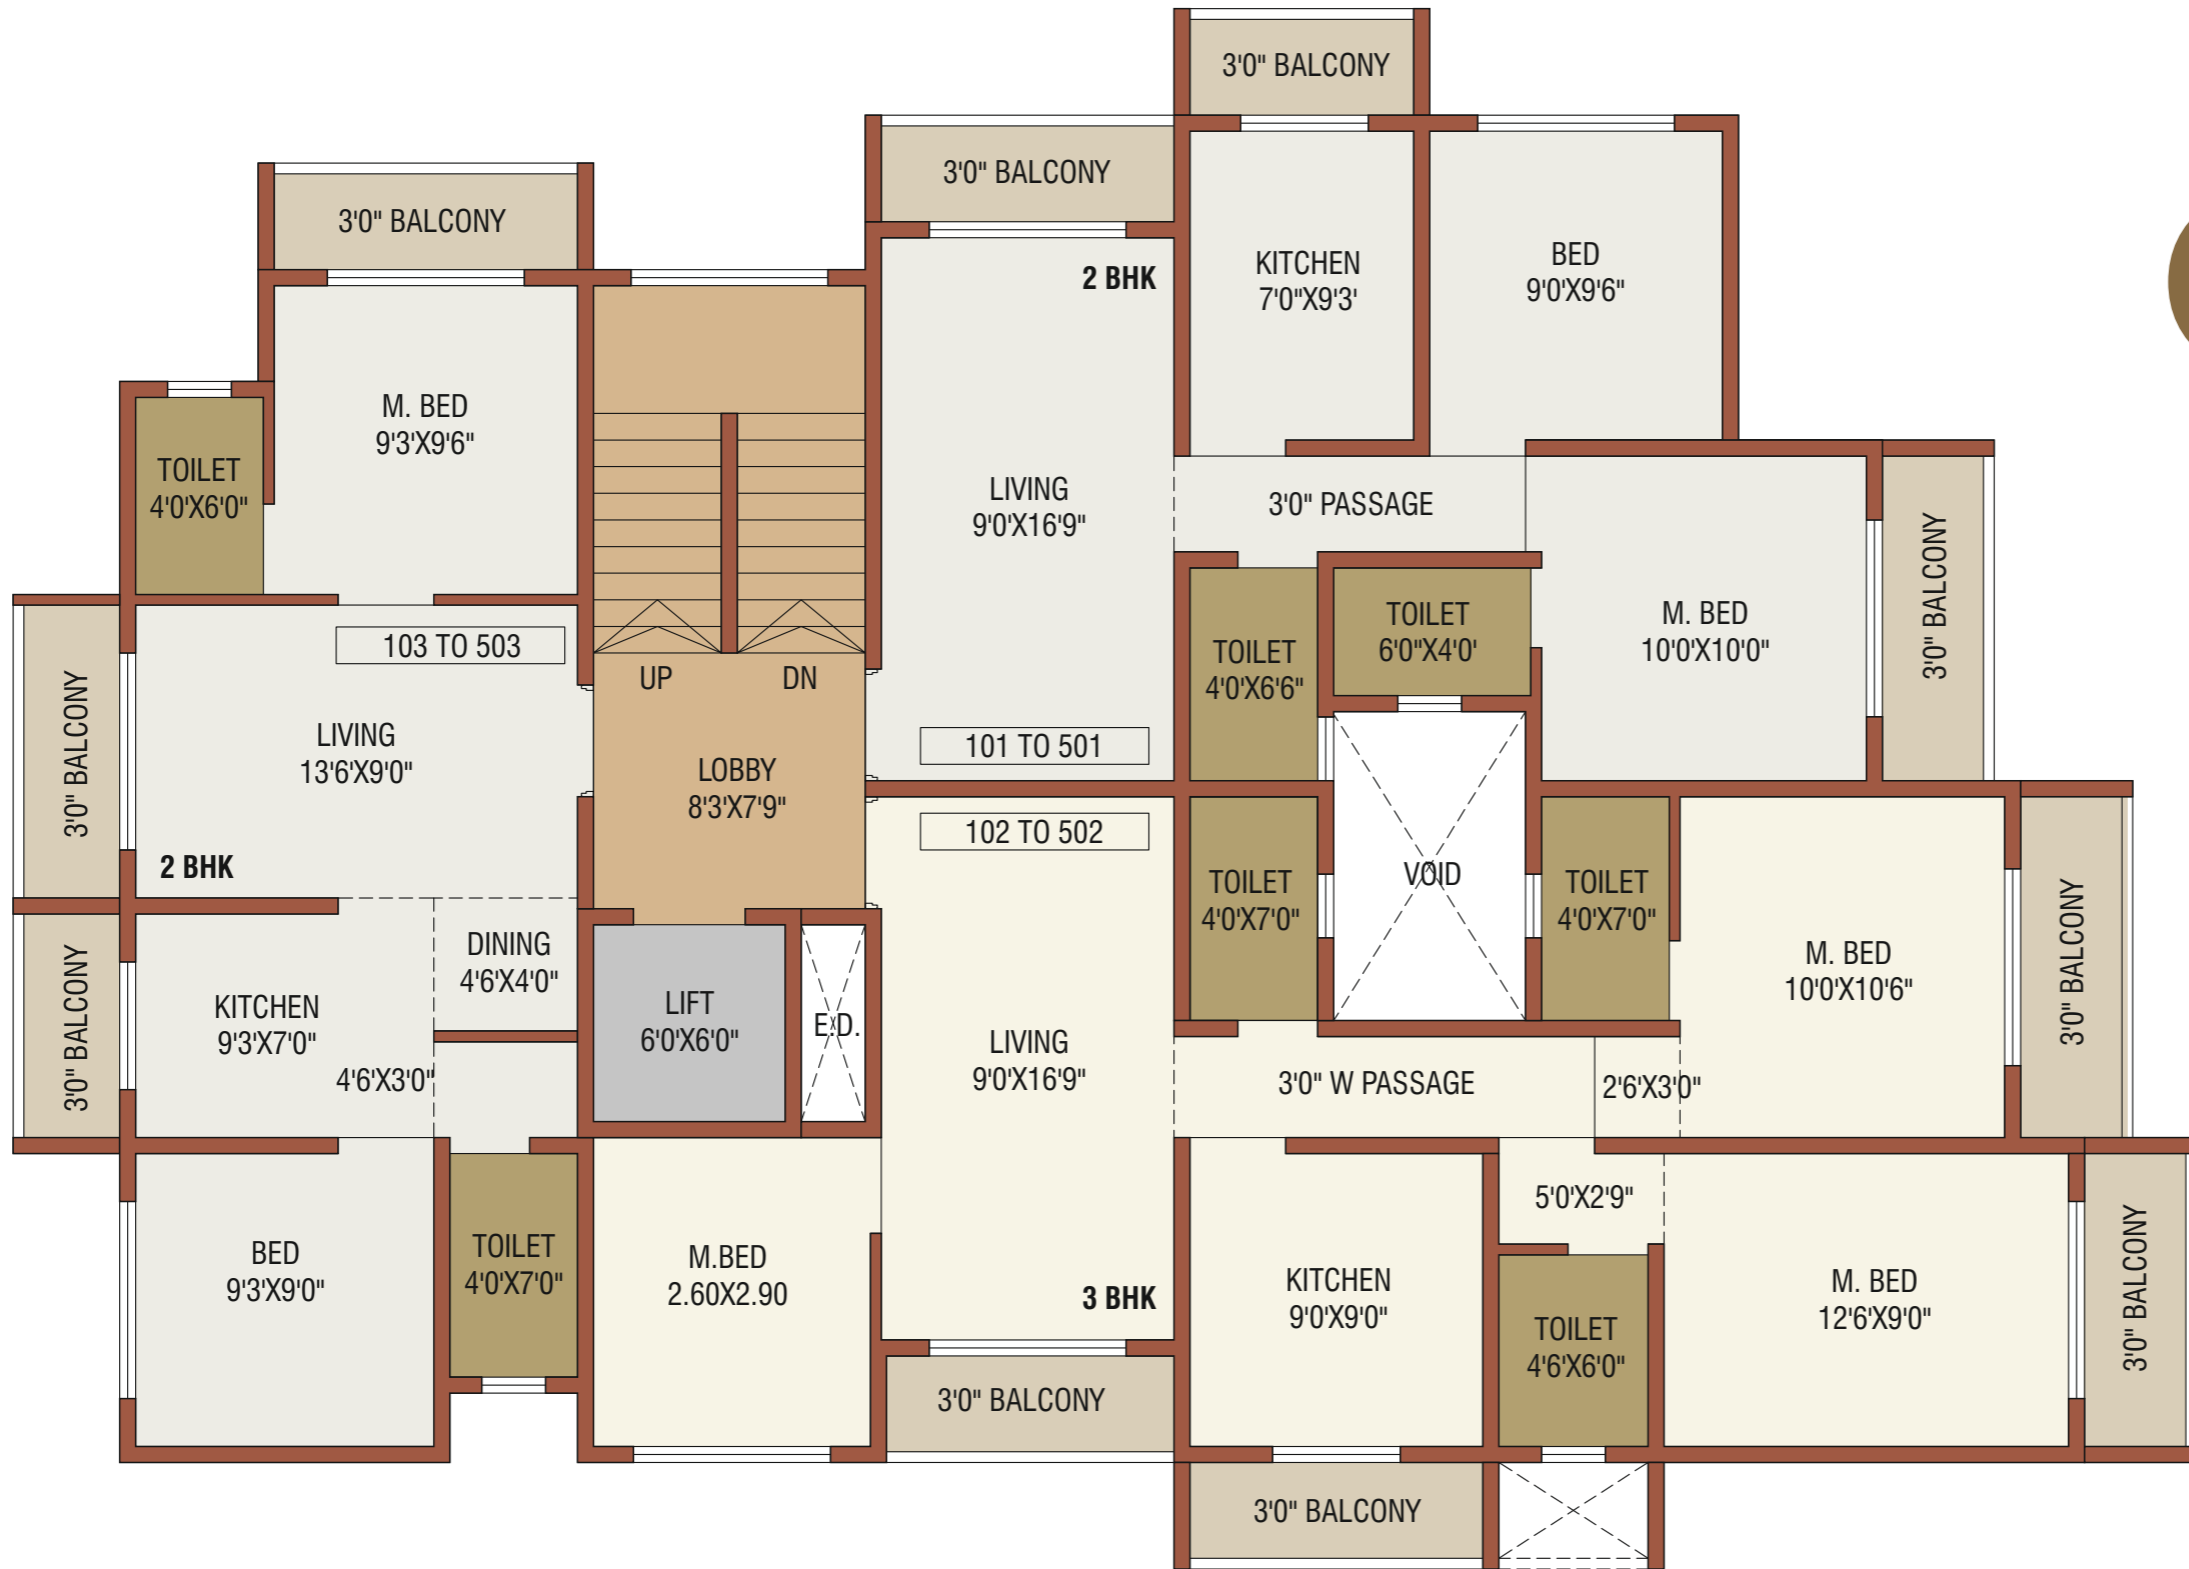 3'0" BALCONY
3'0" BALCONY
3'0" BALCONY
2 BHK
KITCHEN
7'0"X9'3'
BED
9'0'X9'6"
M. BED
9'3'X9'6"
TOILET
4'0'X6'0"
LIVING
9'0'X16'9"
3'0" PASSAGE
3'0" BALCONY
M. BED
10'0'X10'0"
TOILET
6'0"X4'0'
TOILET
4'0'X6'6"
103 TO 503
UP
DN
3'0" BALCONY
LIVING
13'6'X9'0"
2 BHK
LOBBY
8'3'X7'9"
101 TO 501
102 TO 502
TOILET
4'0'X7'0"
VOID
TOILET
4'0'X7'0"
M. BED
10'0'X10'6"
3'0" BALCONY
3'0" BALCONY
KITCHEN
9'3'X7'0"
DINING
4'6'X4'0"
4'6'X3'0"
LIFT
6'0'X6'0"
E.D.
LIVING
9'0'X16'9"
3'0" W PASSAGE
2'6'X3'0"
5'0'X2'9"
BED
9'3'X9'0"
TOILET
4'0'X7'0"
M.BED
2.60X2.90
3 BHK
KITCHEN
9'0'X9'0"
TOILET
4'6'X6'0"
M. BED
12'6'X9'0"
3'0" BALCONY
3'0" BALCONY
3'0" BALCONY